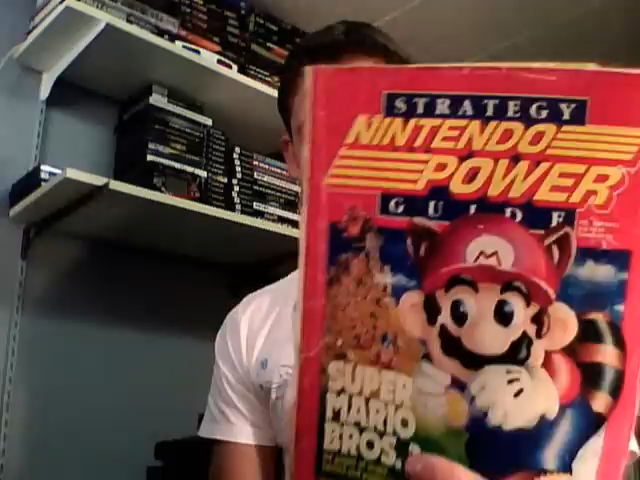 STRATEGY
NINTENDO
POWER
GUIDE
M
SUPER
MARIO
BROS.